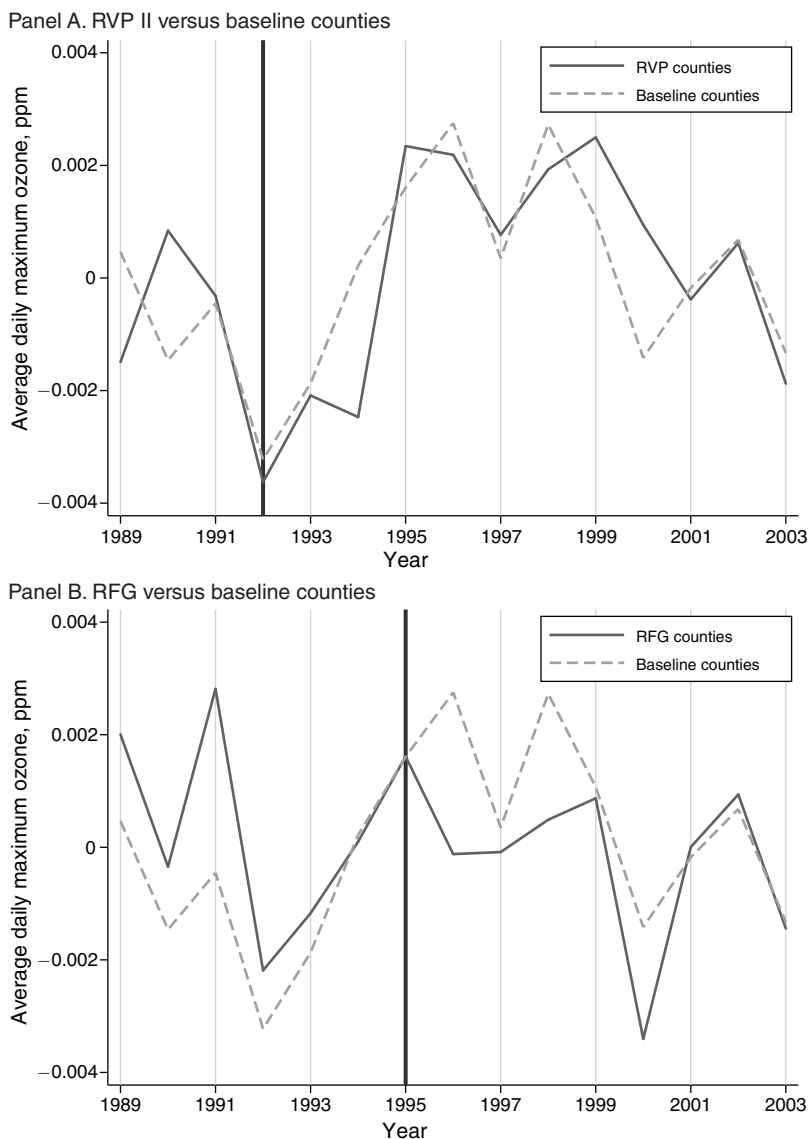 Panel A. RVP II versus baseline counties
Average daily maximum ozone, ppm
0.004
0.002
0
−0.002
−0.004
RVP counties
Baseline counties
1989 1991 1993 1995 1997 1999 2001 2003
Year
Panel B. RFG versus baseline counties
Average daily maximum ozone, ppm
0.004
0.002
0
−0.002
−0.004
RFG counties
Baseline counties
1989 1991 1993 1995 1997 1999 2001 2003
Year